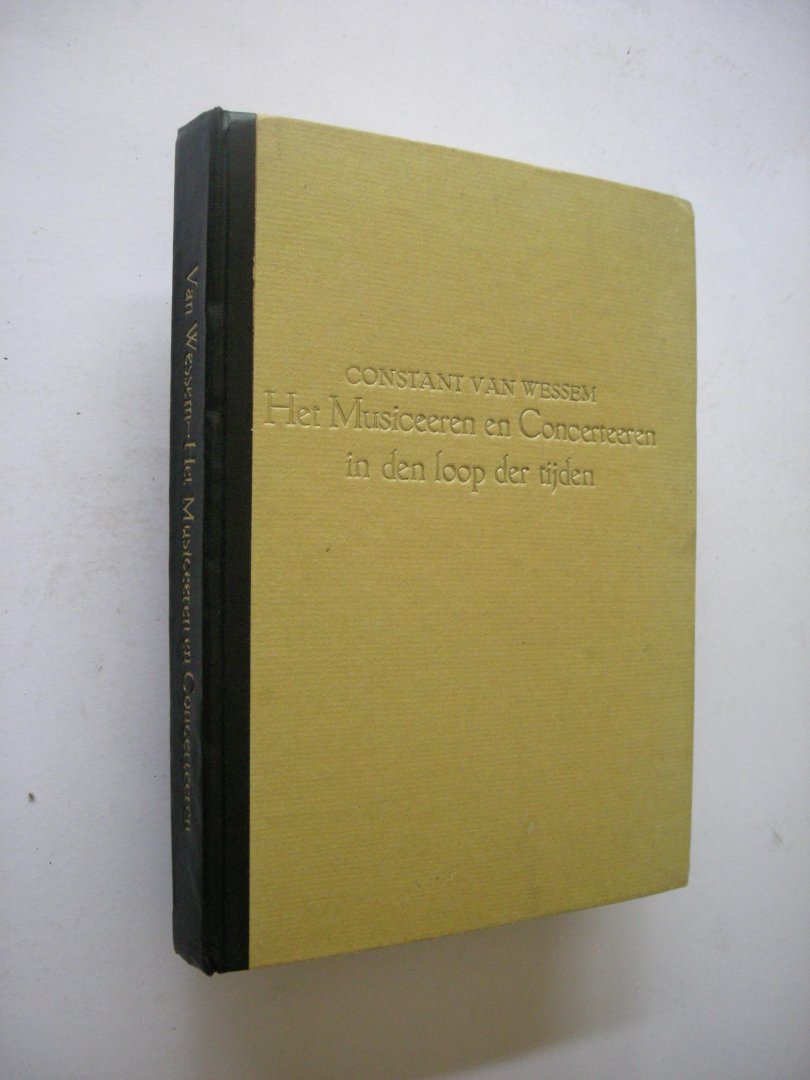 CONSTANT VAN WESSEM
Het Musiceeren en Concerteeren
in den loop der tijden
Van Wessem - Het Musiceeren en Concerteeren